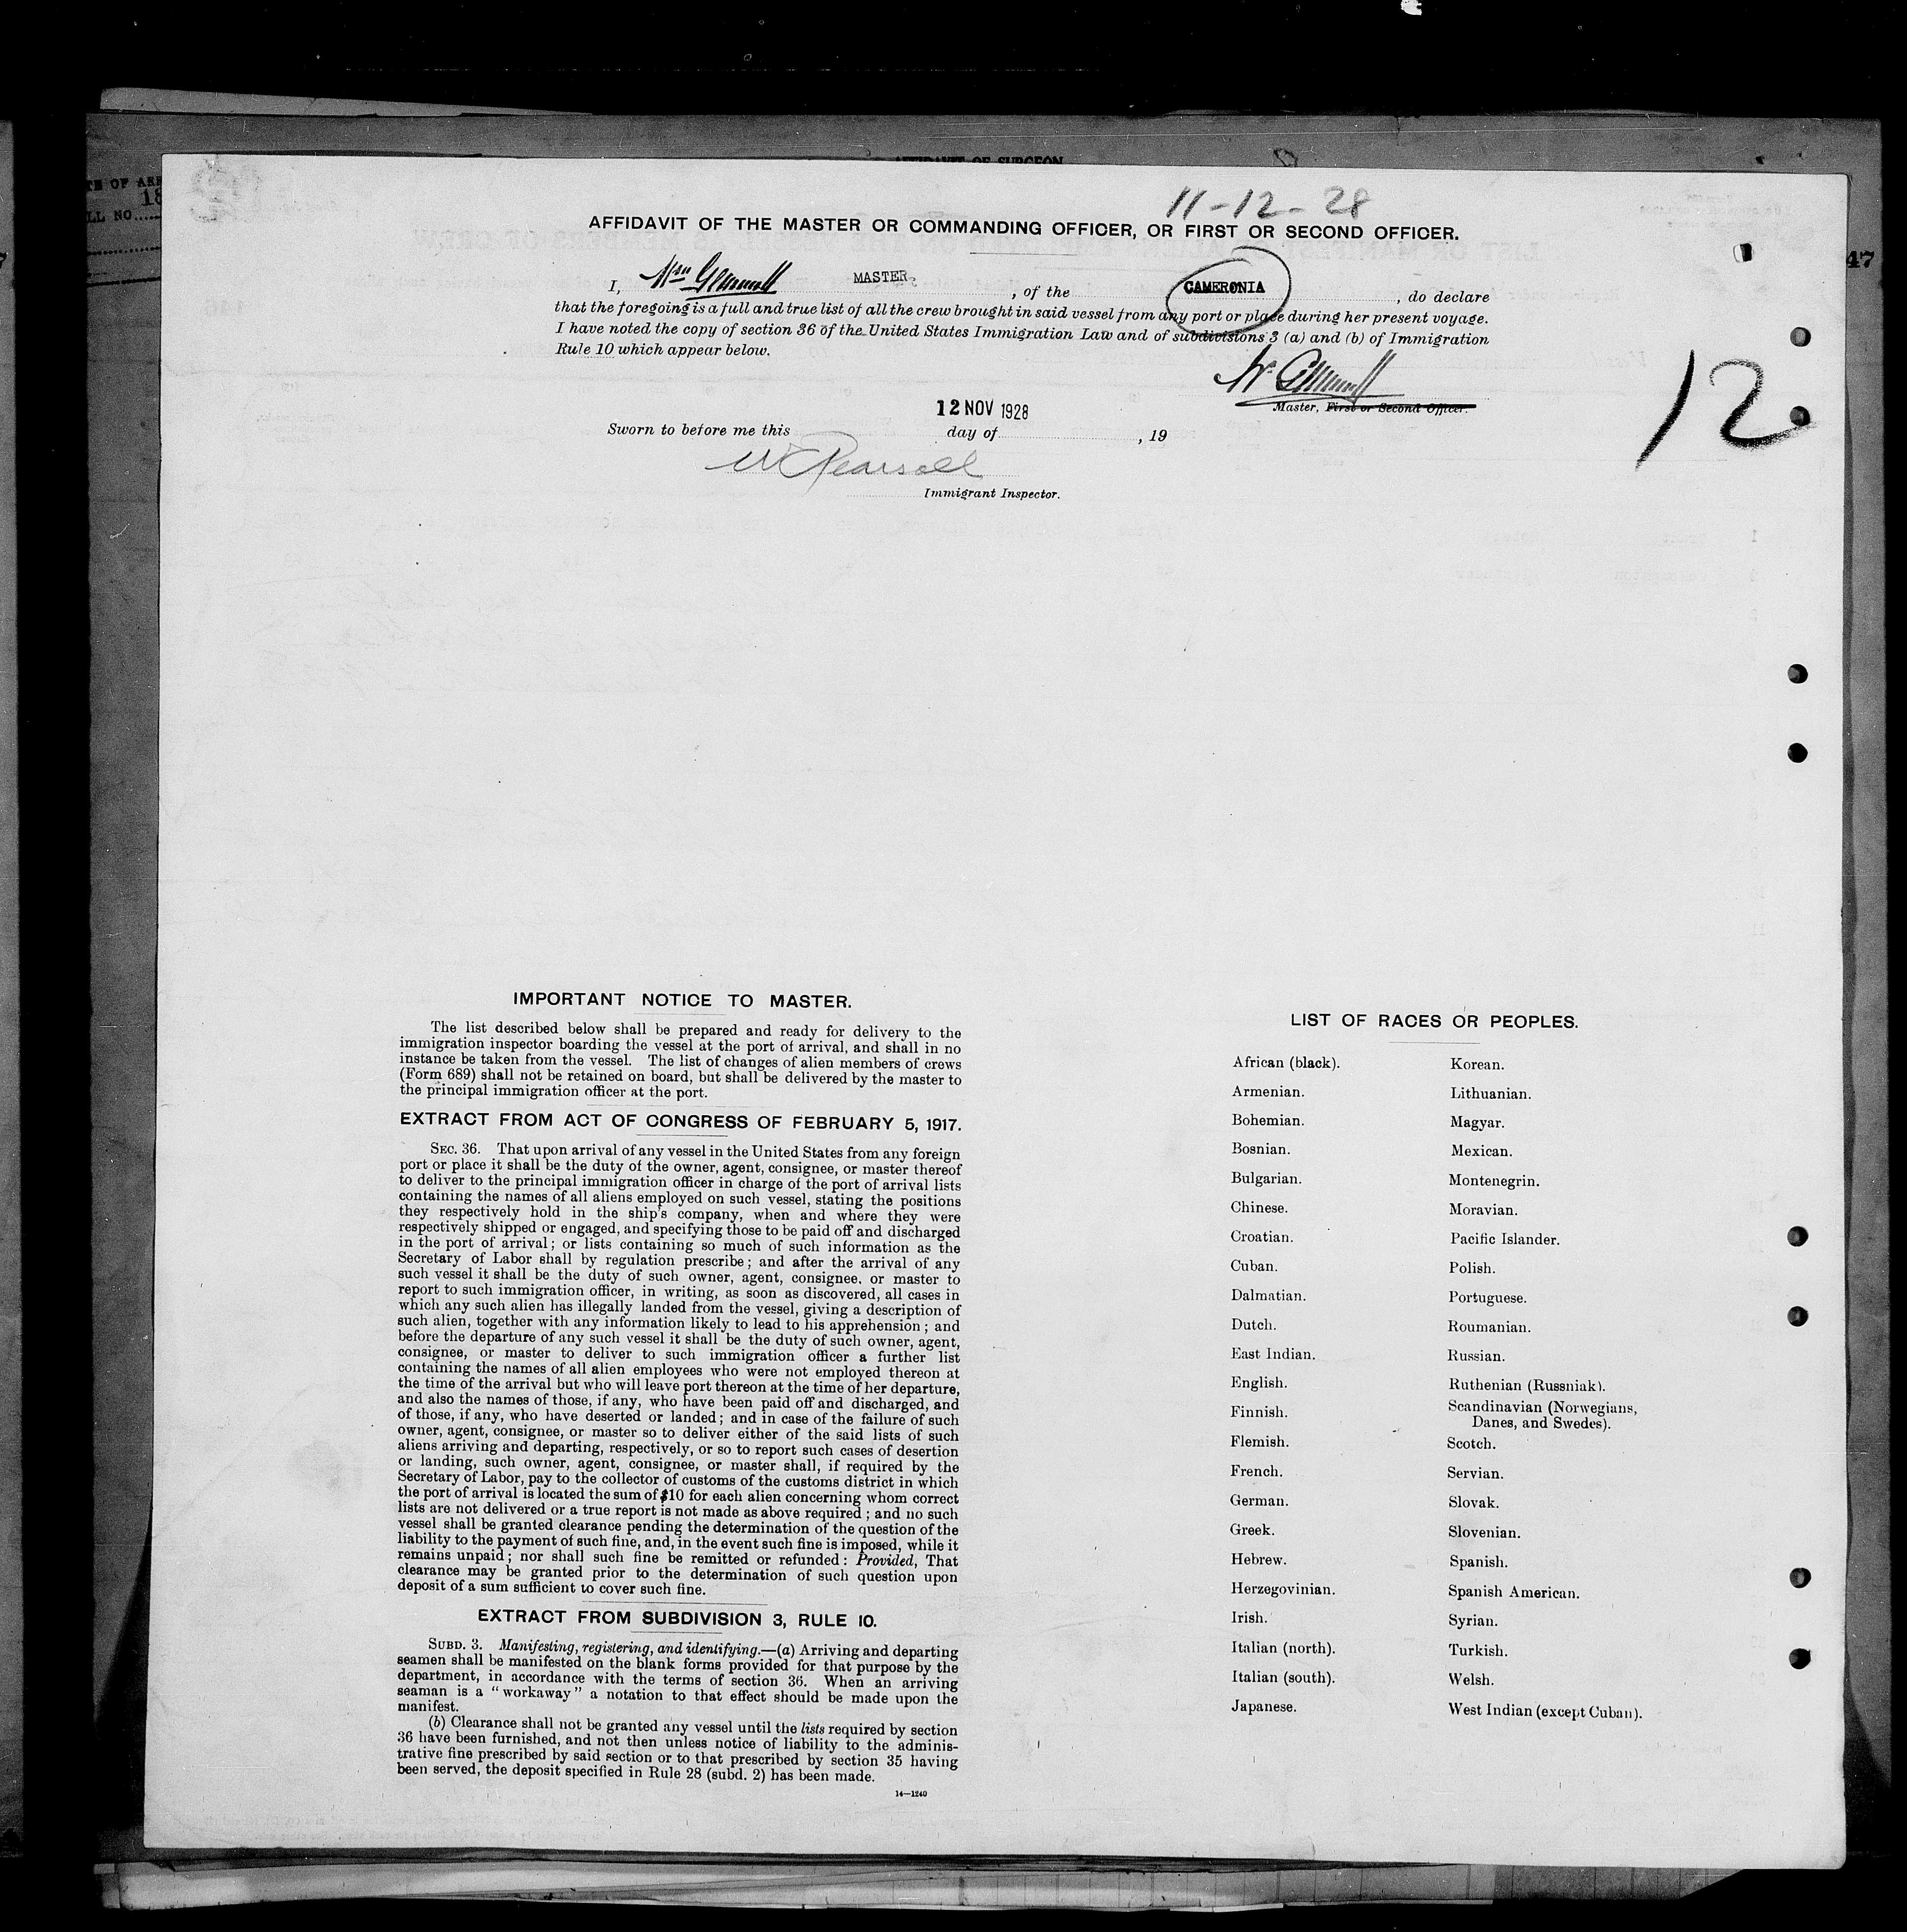 AFFIDAVIT OF SURGEON
TE OF ARR
18
LL NO.
47
11-12-28
AFFIDAVIT OF THE MASTER OR COMMANDING OFFICER, OR FIRST OR SECOND OFFICER.
I, Wm Gemmell MASTER, of the CAMERONIA, do declare
that the foregoing is a full and true list of all the crew brought in said vessel from any port or place during her present voyage.
I have noted the copy of section 36 of the United States Immigration Law and of subdivisions 3 (a) and (b) of Immigration
Rule 10 which appear below.
W. Gemmell
Master, First or Second Officer.
12
12 NOV 1928
Sworn to before me this day of , 19
W Pearsall
Immigrant Inspector.
IMPORTANT NOTICE TO MASTER.
The list described below shall be prepared and ready for delivery to the
immigration inspector boarding the vessel at the port of arrival, and shall in no
instance be taken from the vessel. The list of changes of alien members of crews
(Form 689) shall not be retained on board, but shall be delivered by the master to
the principal immigration officer at the port.
EXTRACT FROM ACT OF CONGRESS OF FEBRUARY 5, 1917.
SEC. 36. That upon arrival of any vessel in the United States from any foreign
port or place it shall be the duty of the owner, agent, consignee, or master thereof
to deliver to the principal immigration officer in charge of the port of arrival lists
containing the names of all aliens employed on such vessel, stating the positions
they respectively hold in the ship's company, when and where they were
respectively shipped or engaged, and specifying those to be paid off and discharged
in the port of arrival; or lists containing so much of such information as the
Secretary of Labor shall by regulation prescribe; and after the arrival of any
such vessel it shall be the duty of such owner, agent, consignee, or master to
report to such immigration officer, in writing, as soon as discovered, all cases in
which any such alien has illegally landed from the vessel, giving a description of
such alien, together with any information likely to lead to his apprehension; and
before the departure of any such vessel it shall be the duty of such owner, agent,
consignee, or master to deliver to such immigration officer a further list
containing the names of all alien employees who were not employed thereon at
the time of the arrival but who will leave port thereon at the time of her departure,
and also the names of those, if any, who have been paid off and discharged, and
of those, if any, who have deserted or landed; and in case of the failure of such
owner, agent, consignee, or master so to deliver either of the said lists of such
aliens arriving and departing, respectively, or so to report such cases of desertion
or landing, such owner, agent, consignee, or master shall, if required by the
Secretary of Labor, pay to the collector of customs of the customs district in which
the port of arrival is located the sum of $10 for each alien concerning whom correct
lists are not delivered or a true report is not made as above required; and no such
vessel shall be granted clearance pending the determination of the question of the
liability to the payment of such fine, and, in the event such fine is imposed, while it
remains unpaid; nor shall such fine be remitted or refunded: Provided, That
clearance may be granted prior to the determination of such question upon
deposit of a sum sufficient to cover such fine.
EXTRACT FROM SUBDIVISION 3, RULE 10.
SUBD. 3. Manifesting, registering, and identifying.—(a) Arriving and departing
seamen shall be manifested on the blank forms provided for that purpose by the
department, in accordance with the terms of section 36. When an arriving
seaman is a "workaway" a notation to that effect should be made upon the
manifest.
(b) Clearance shall not be granted any vessel until the lists required by section
36 have been furnished, and not then unless notice of liability to the adminis-
trative fine prescribed by said section or to that prescribed by section 35 having
been served, the deposit specified in Rule 28 (subd. 2) has been made.
14—1240
LIST OF RACES OR PEOPLES.
African (black).
Armenian.
Bohemian.
Bosnian.
Bulgarian.
Chinese.
Croatian.
Cuban.
Dalmatian.
Dutch.
East Indian.
English.
Finnish.
Flemish.
French.
German.
Greek.
Hebrew.
Herzegovinian.
Irish.
Italian (north).
Italian (south).
Japanese.
Korean.
Lithuanian.
Magyar.
Mexican.
Montenegrin.
Moravian.
Pacific Islander.
Polish.
Portuguese.
Roumanian.
Russian.
Ruthenian (Russniak).
Scandinavian (Norwegians,
Danes, and Swedes).
Scotch.
Servian.
Slovak.
Slovenian.
Spanish.
Spanish American.
Syrian.
Turkish.
Welsh.
West Indian (except Cuban).